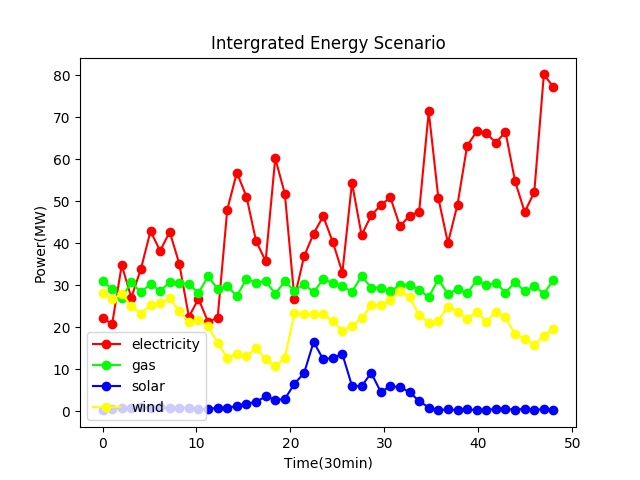 Intergrated Energy Scenario
Power(MW)
80
70
60
50
40
30
20
10
0
electricity
gas
solar
wind
0 10 20 30 40 50
Time(30min)